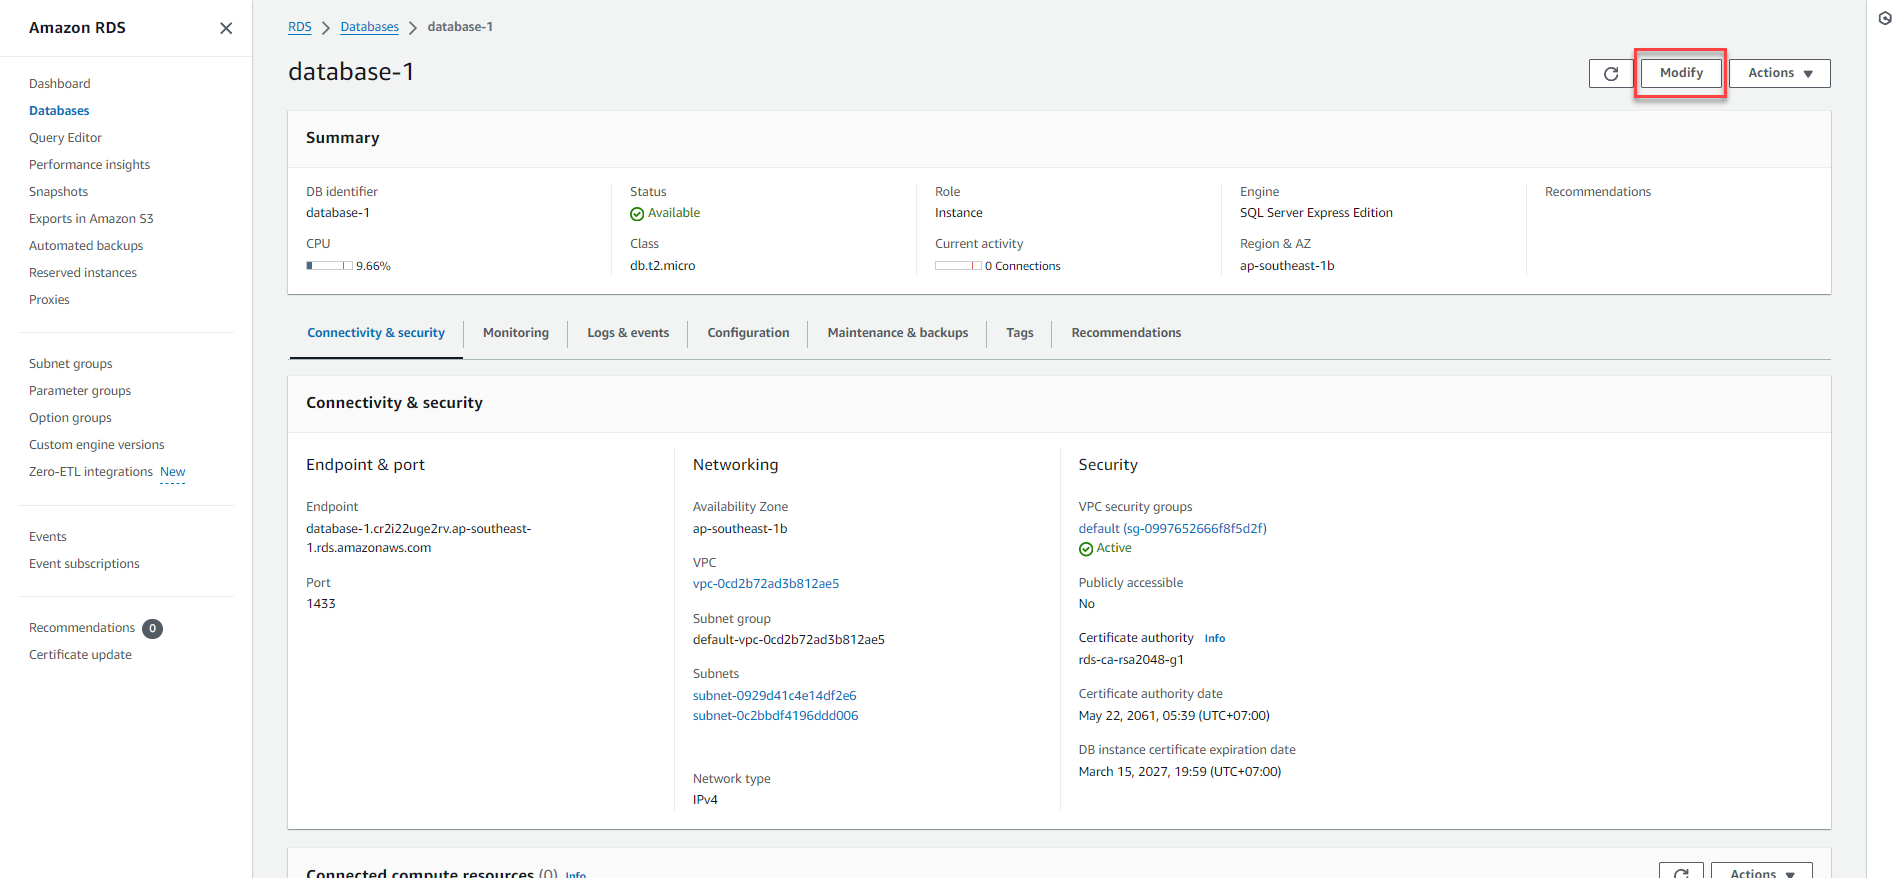 Amazon RDS
Dashboard
Databases
Query Editor
Performance insights
Snapshots
Exports in Amazon S3
Automated backups
Reserved instances
Proxies
Subnet groups
Parameter groups
Option groups
Custom engine versions
Zero-ETL integrations New
Events
Event subscriptions
Recommendations 0
Certificate update
RDS > Databases > database-1
database-1
Modify
Actions
Summary
DB identifier
database-1
CPU
9.66%
Status
Available
Class
db.t2.micro
Role
Instance
Current activity
0 Connections
Engine
SQL Server Express Edition
Region & AZ
ap-southeast-1b
Recommendations
Connectivity & security
Monitoring
Logs & events
Configuration
Maintenance & backups
Tags
Recommendations
Connectivity & security
Endpoint & port
Endpoint
database-1.cr2i22uge2rv.ap-southeast-
1.rds.amazonaws.com
Port
1433
Networking
Availability Zone
ap-southeast-1b
VPC
vpc-0cd2b72ad3b812ae5
Subnet group
default-vpc-0cd2b72ad3b812ae5
Subnets
subnet-0929d41c4e14df2e6
subnet-0c2bbdf4196ddd006
Network type
IPv4
Security
VPC security groups
default (sg-0997652666f8f5d2f)
Active
Publicly accessible
No
Certificate authority Info
rds-ca-rsa2048-g1
Certificate authority date
May 22, 2061, 05:39 (UTC+07:00)
DB instance certificate expiration date
March 15, 2027, 19:59 (UTC+07:00)
Connected compute resources (0) Info
Actions